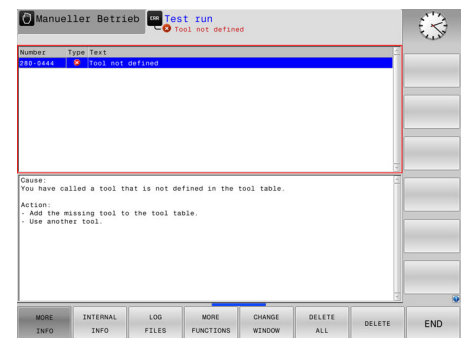 Manueller Betrieb
ERR Test run
Tool not defined
Number Type Text
280-0444 Tool not defined
Cause:
You have called a tool that is not defined in the tool table.
Action:
- Add the missing tool to the tool table.
- Use another tool.
MORE INFO
INTERNAL INFO
LOG FILES
MORE FUNCTIONS
CHANGE WINDOW
DELETE ALL
DELETE
END